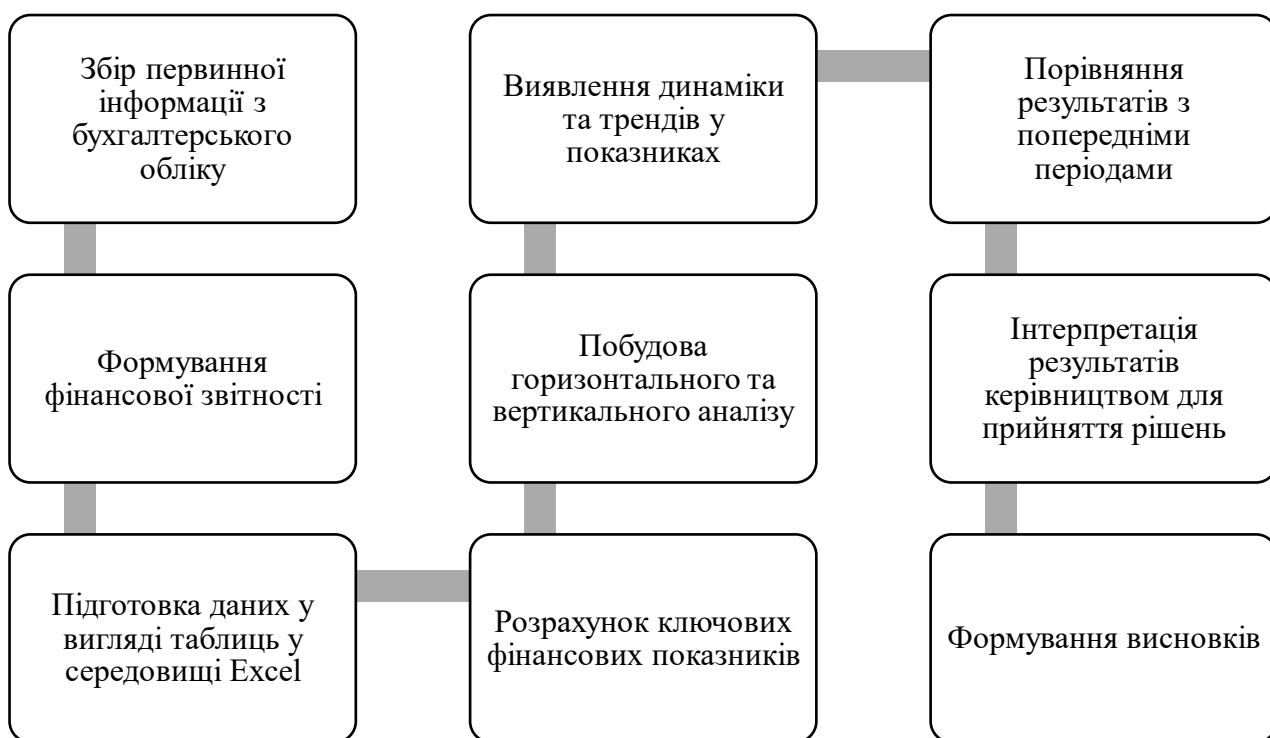 Збір первинної
інформації з
бухгалтерського
обліку
Формування
фінансової звітності
Підготовка даних у
вигляді таблиць у
середовищі Excel
Розрахунок ключових
фінансових показників
Побудова
горизонтального та
вертикального аналізу
Виявлення динаміки
та трендів у
показниках
Порівняння
результатів з
попередніми
періодами
Інтерпретація
результатів
керівництвом для
прийняття рішень
Формування висновків